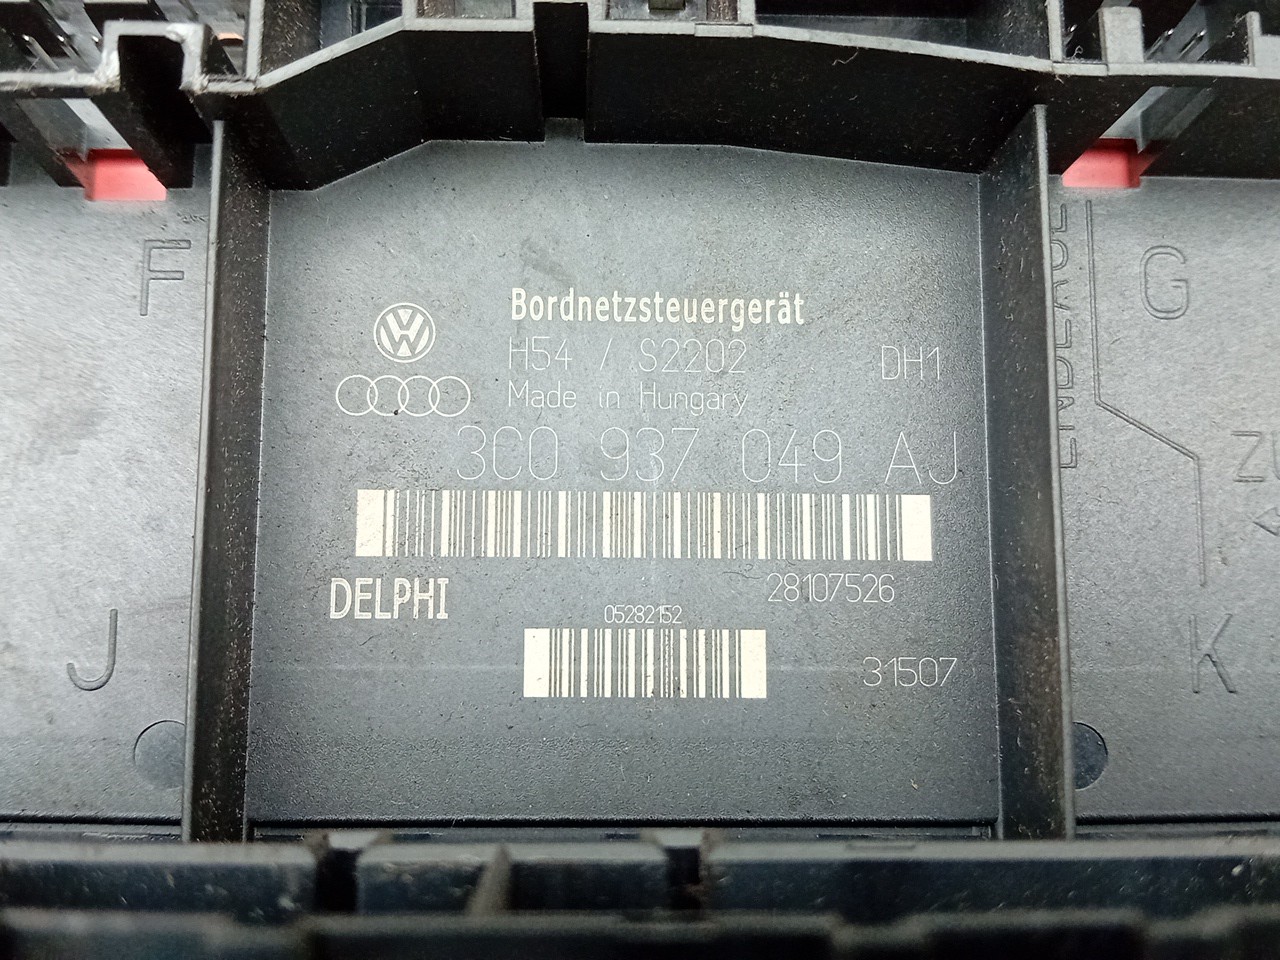 F
G
Bordnetzsteuergerät
H54 / S2202 DH1
Made in Hungary
3C0 937 049 AJ
DELPHI
28107526
05282152
31507
J
K